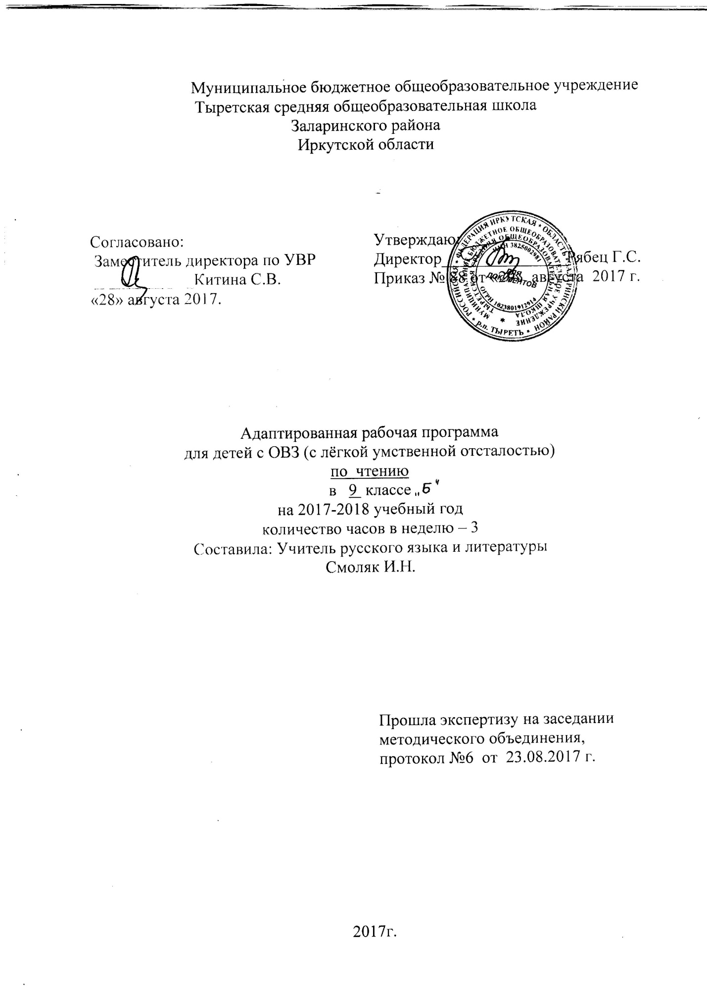 Муниципальное бюджетное общеобразовательное учреждение
Тыретская средняя общеобразовательная школа
Заларинского района
Иркутской области
Согласовано:
Заместитель директора по УВР
Китина С.В.
«28» августа 2017.
Утверждаю:
Директор Рябец Г.С.
Приказ № 88 от августа 2017 г.
РОССИЙСКАЯ * ФЕДЕРАЦИЯ ИРКУТСКАЯ * ОБЛАСТЬ * РАЙОН * р.п. ТЫРЕТЬ *
МУНИЦИПАЛЬНОЕ БЮДЖЕТНОЕ ОБЩЕОБРАЗОВАТЕЛЬНОЕ УЧРЕЖДЕНИЕ
ТЫРЕТСКАЯ СРЕДНЯЯ ОБЩЕОБРАЗОВАТЕЛЬНАЯ ШКОЛА
ИНН 3825002981
ДЛЯ
ДОКУМЕНТОВ
ОГРН 1023801912914
Адаптированная рабочая программа
для детей с ОВЗ (с лёгкой умственной отсталостью)
по чтению
в 9 классе „Б“
на 2017-2018 учебный год
количество часов в неделю – 3
Составила: Учитель русского языка и литературы
Смоляк И.Н.
Прошла экспертизу на заседании
методического объединения,
протокол №6 от 23.08.2017 г.
2017г.